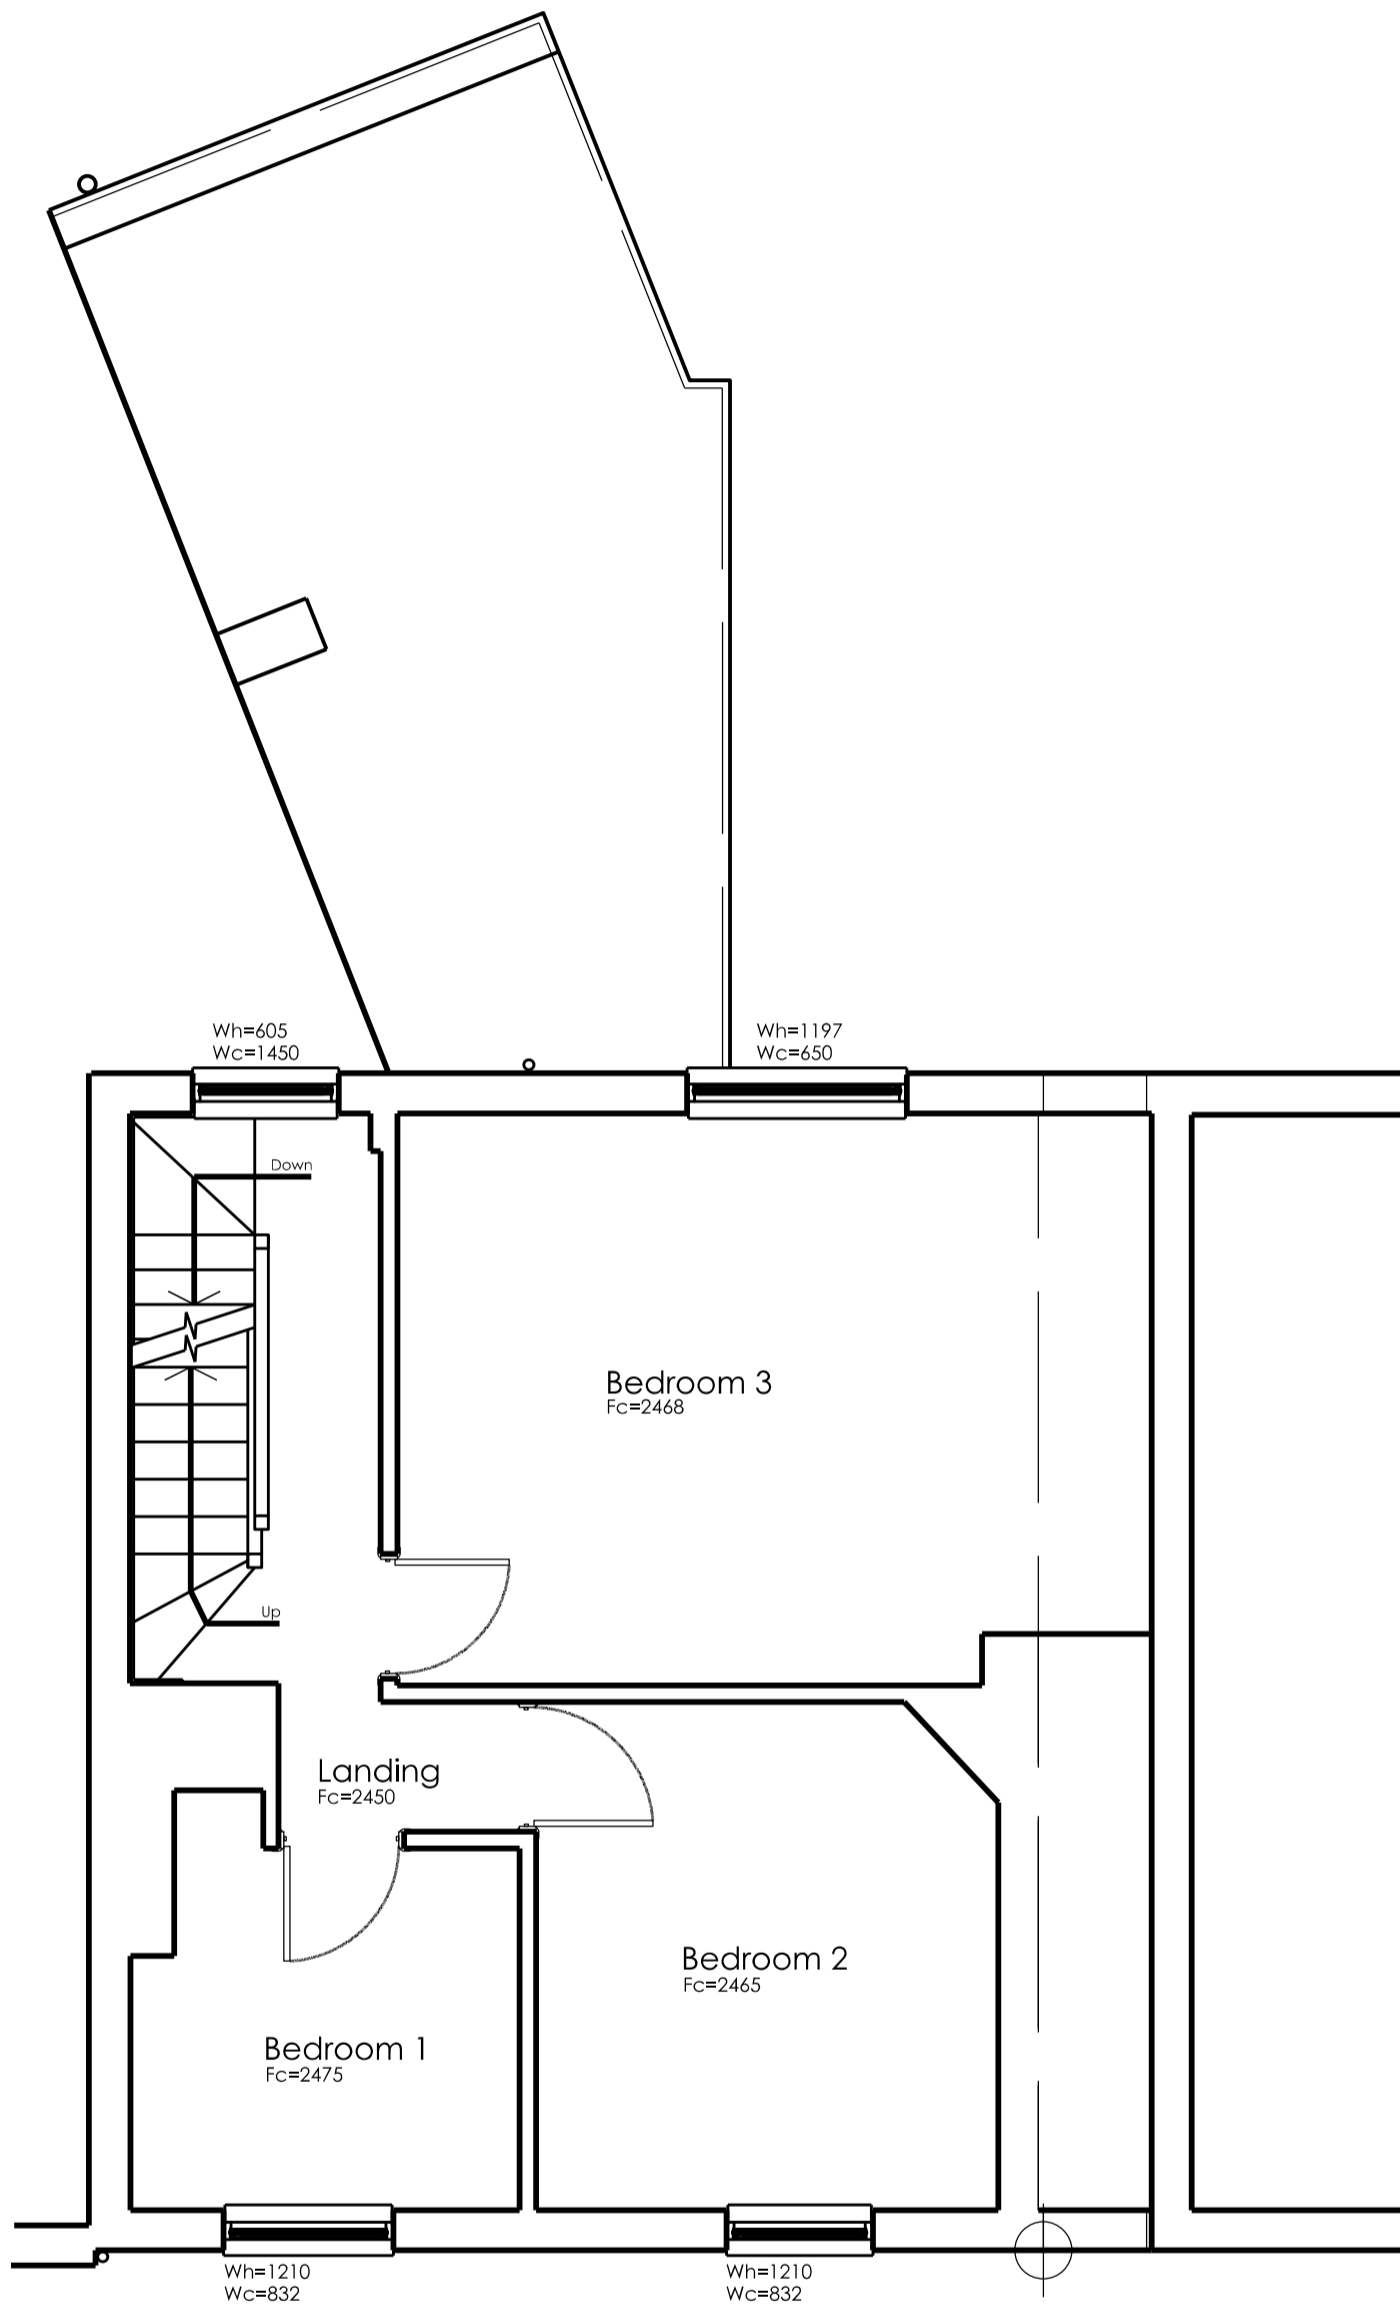 Wh=605
Wc=1450
Wh=1197
Wc=650
Down
Bedroom 3
Fc=2468
Up
Landing
Fc=2450
Bedroom 2
Fc=2465
Bedroom 1
Fc=2475
Wh=1210
Wc=832
Wh=1210
Wc=832